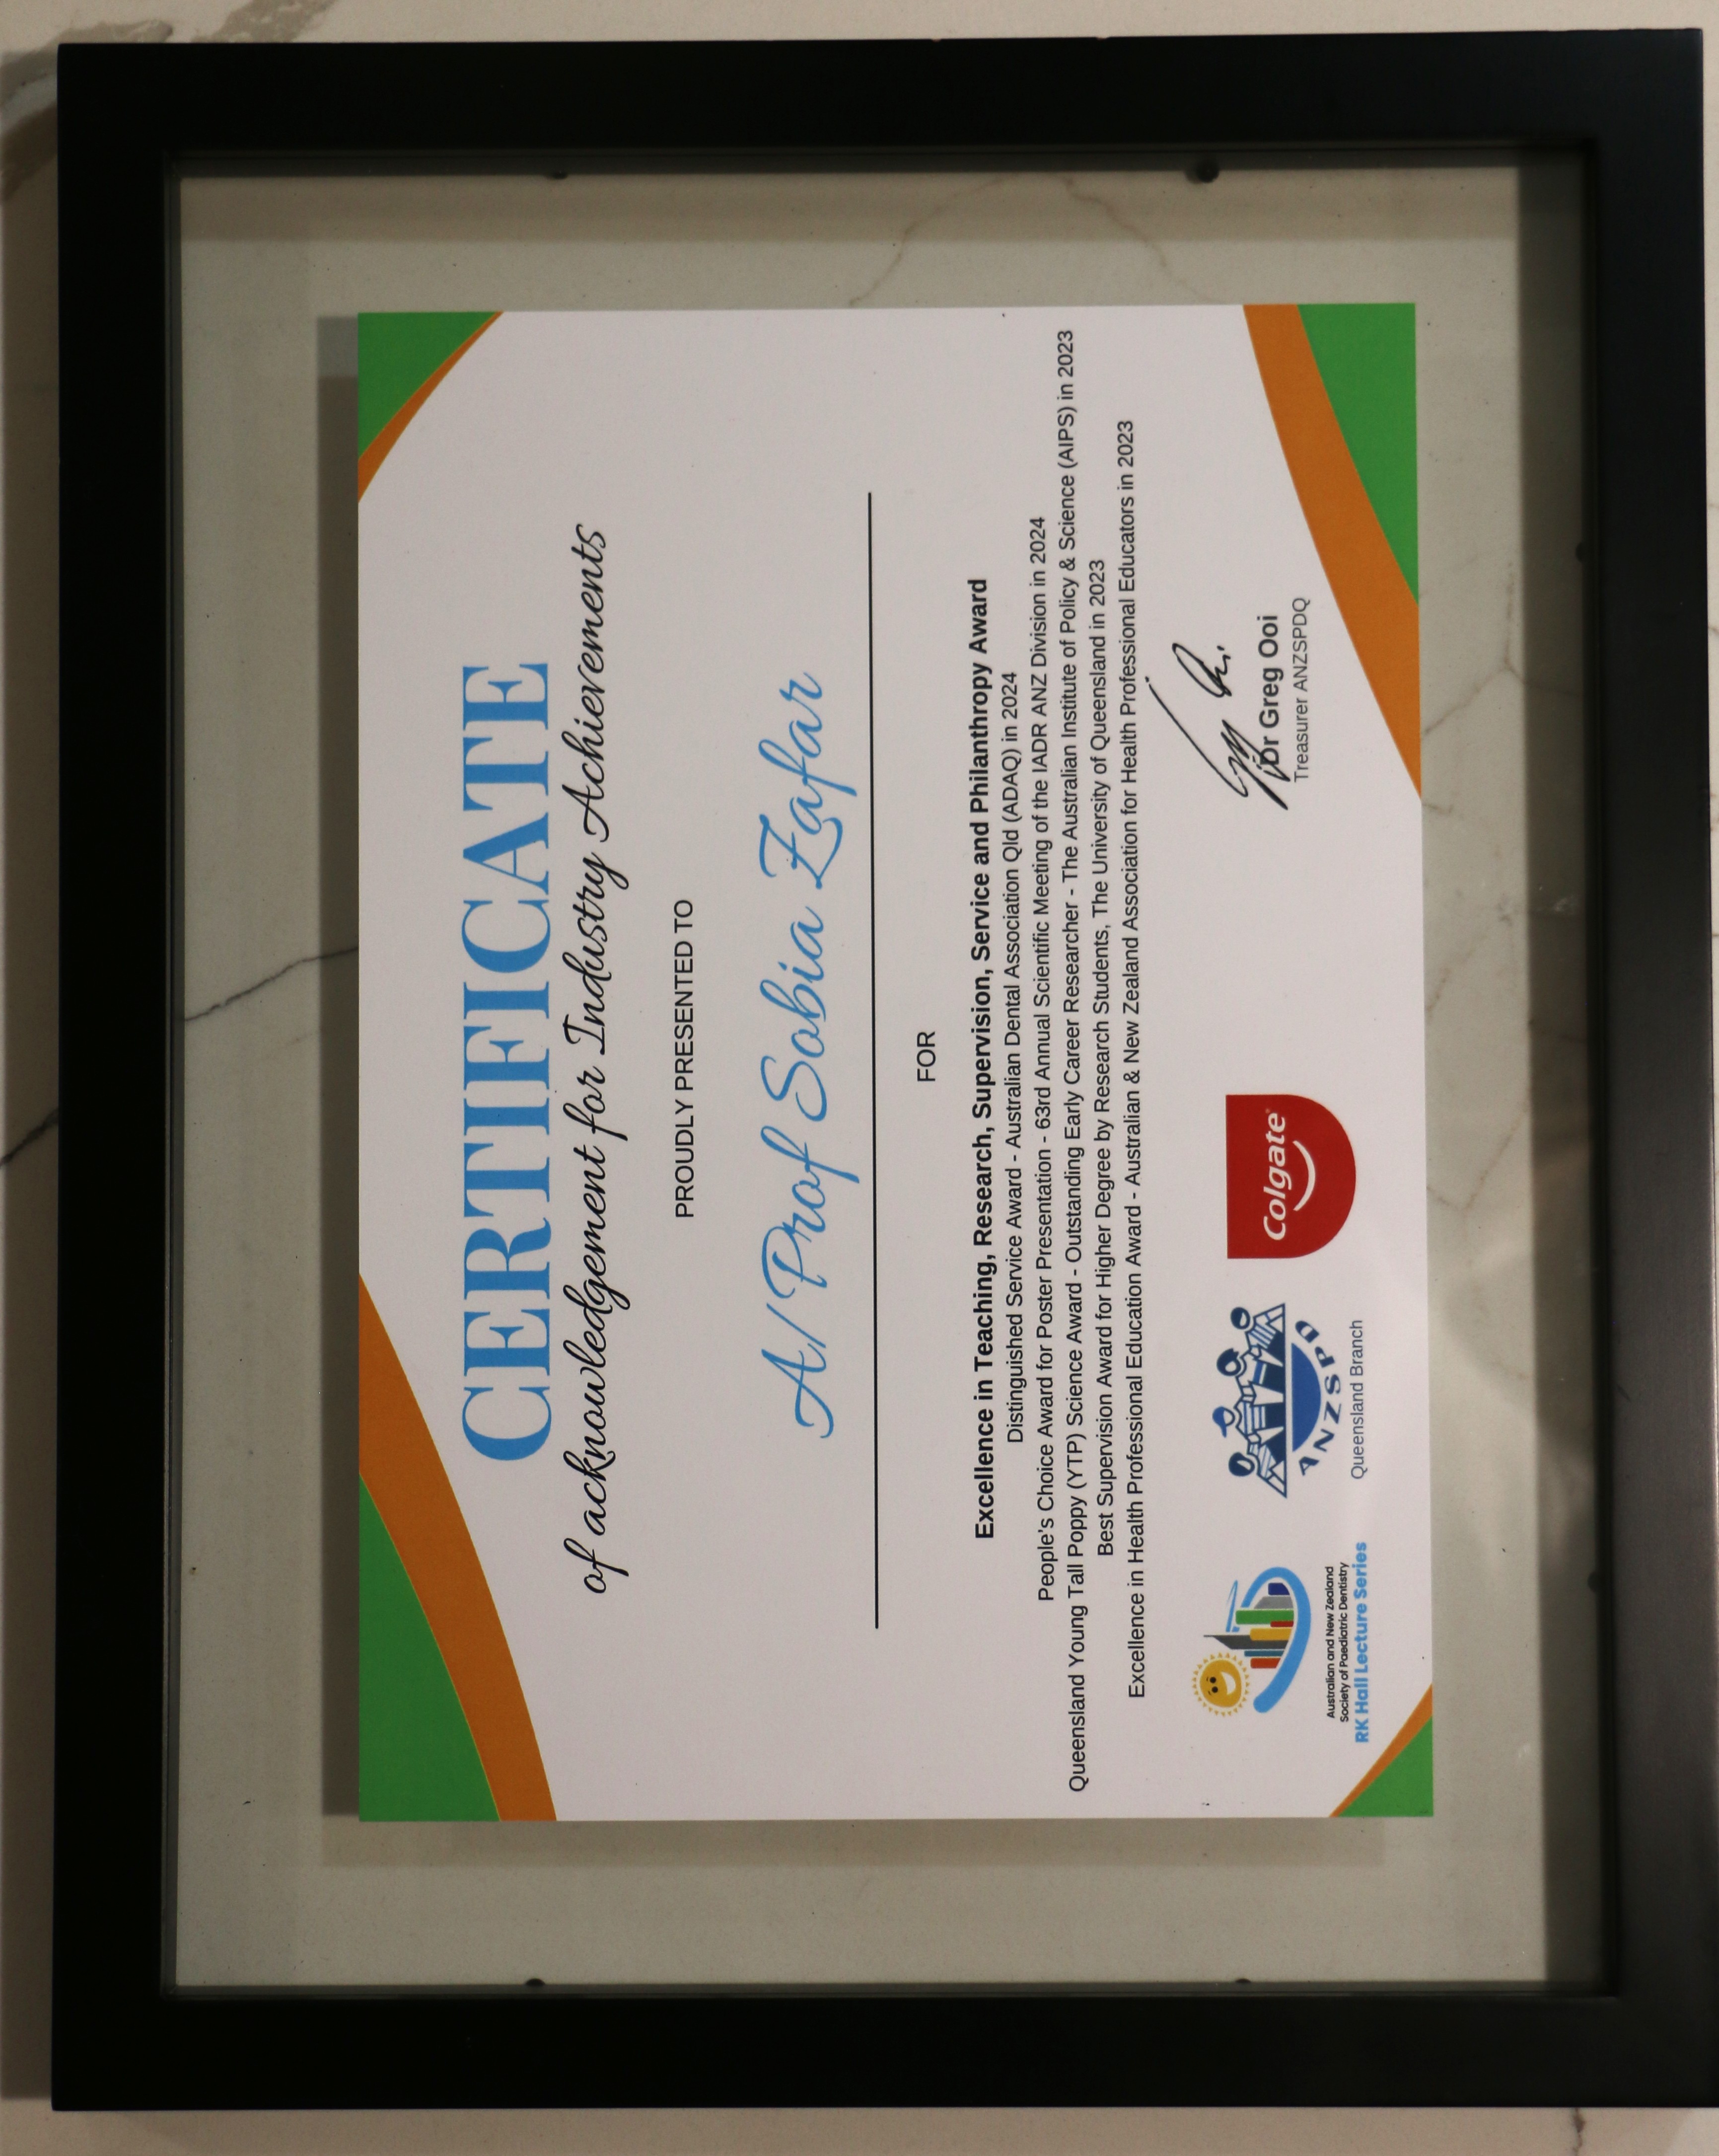 CERTIFICATE
of acknowledgement for Industry Achievements
PROUDLY PRESENTED TO
A/Prof Sobia Zafar
FOR
Excellence in Teaching, Research, Supervision, Service and Philanthropy Award
Distinguished Service Award - Australian Dental Association Qld (ADAQ) in 2024
People's Choice Award for Poster Presentation - 63rd Annual Scientific Meeting of the IADR ANZ Division in 2024
Queensland Young Tall Poppy (YTP) Science Award - Outstanding Early Career Researcher - The Australian Institute of Policy & Science (AIPS) in 2023
Best Supervision Award for Higher Degree by Research Students, The University of Queensland in 2023
Excellence in Health Professional Education Award - Australian & New Zealand Association for Health Professional Educators in 2023
Australian and New Zealand
Society of Paediatric Dentistry
RK Hall Lecture Series
ANZSPD
Queensland Branch
Colgate
Dr Greg Ooi
Treasurer ANZSPDQ